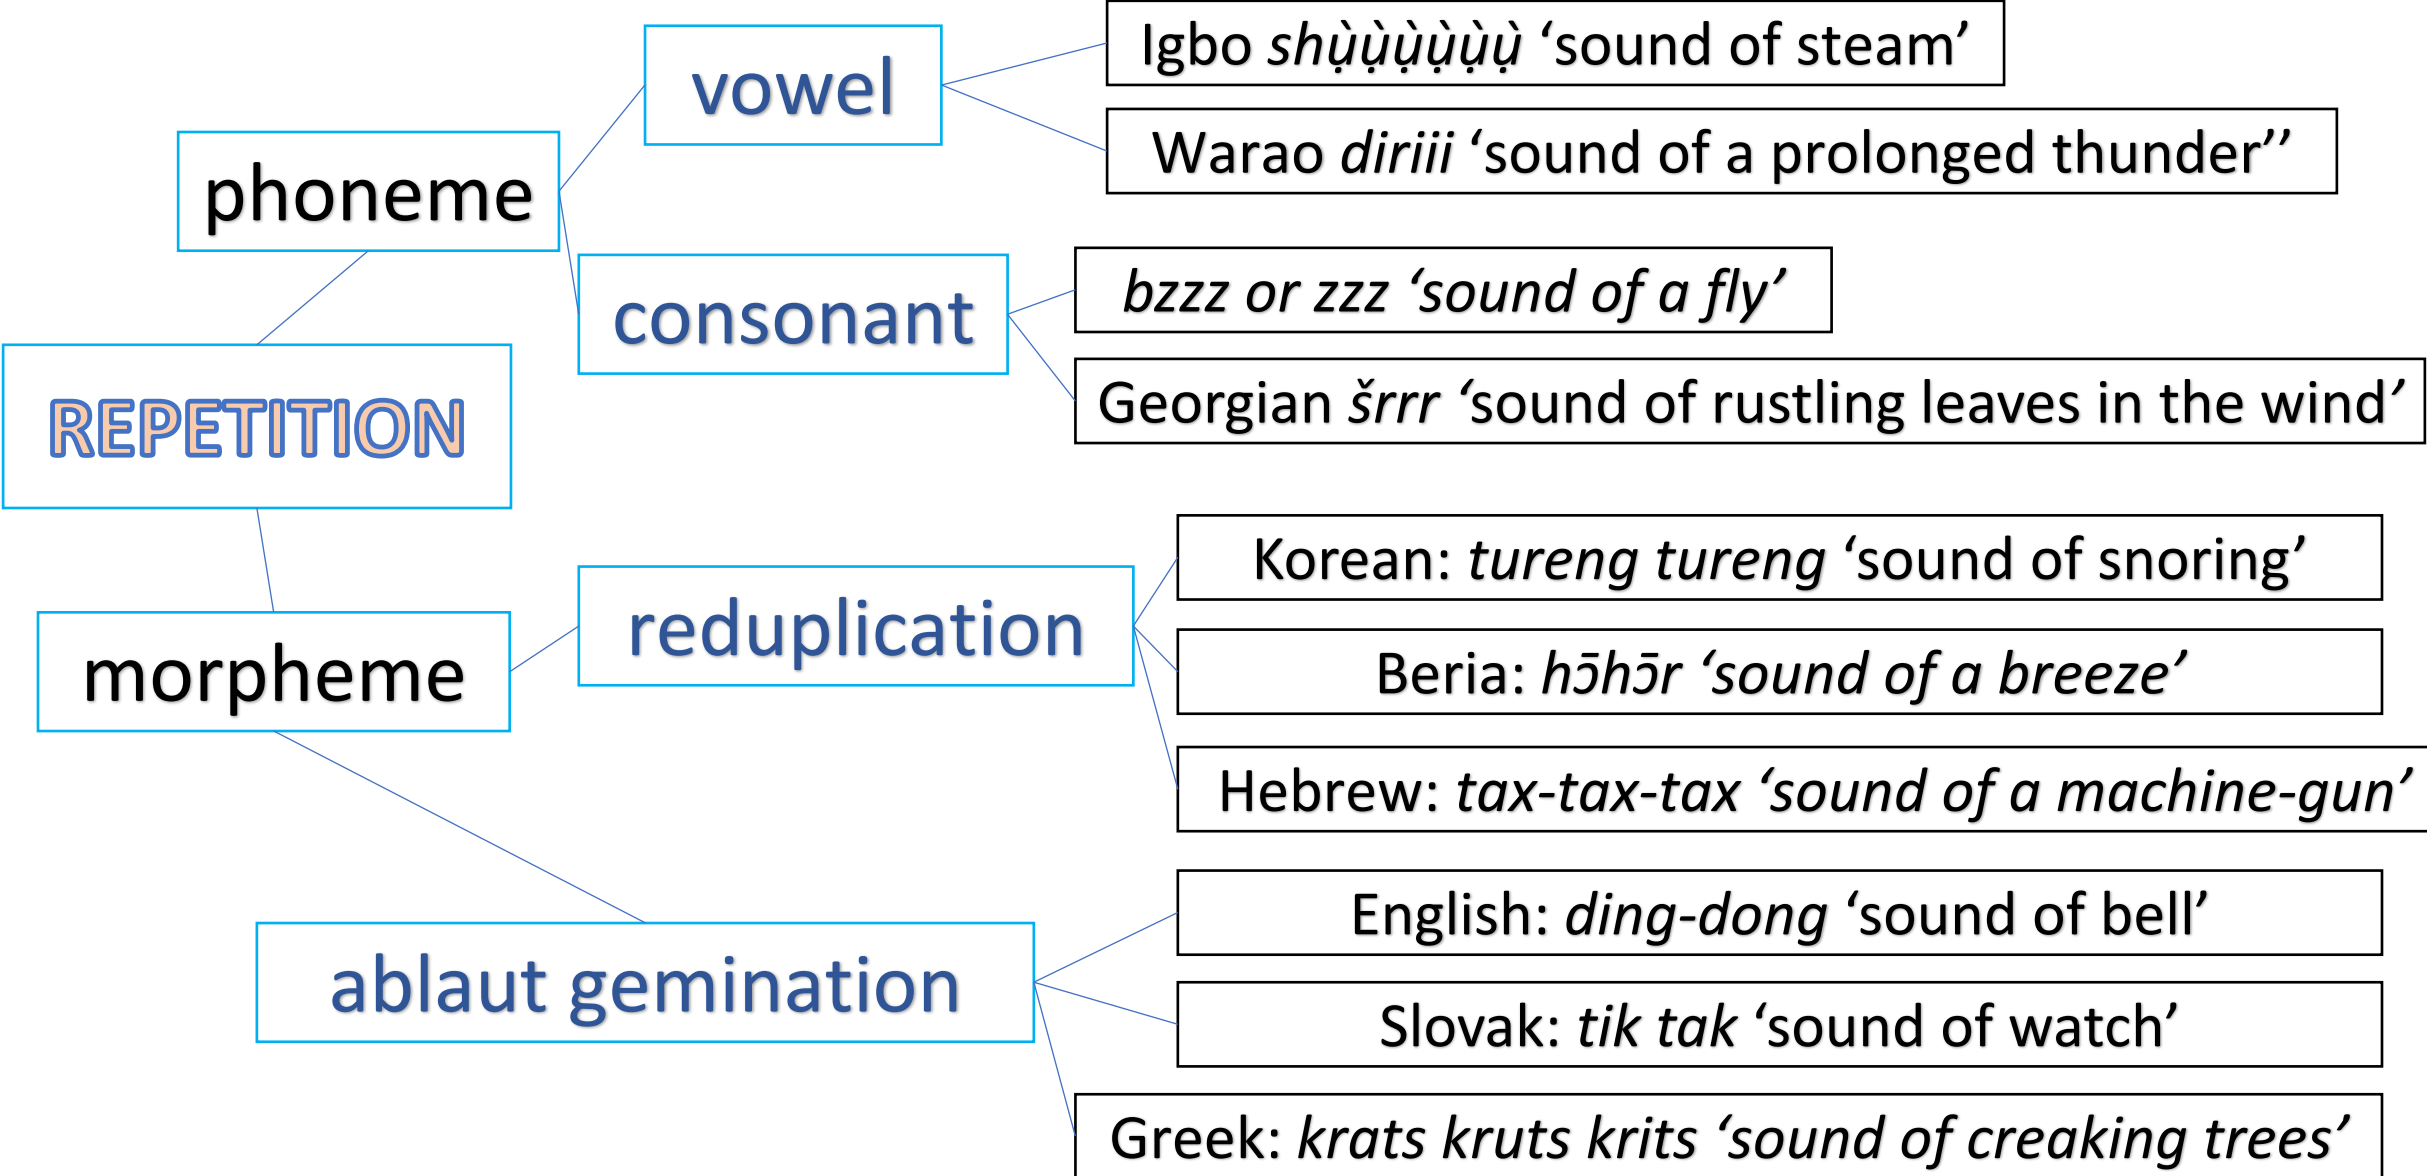 Igbo shụ̀ụ̀ụ̀ụ̀ụ̀ụ̀ ‘sound of steam’
vowel
Warao diriii ‘sound of a prolonged thunder’’
phoneme
bzzz or zzz ‘sound of a fly’
consonant
Georgian šrrr ‘sound of rustling leaves in the wind’
REPETITION
Korean: tureng tureng ‘sound of snoring’
reduplication
Beria: hɔ̄hɔ̄r ‘sound of a breeze’
morpheme
Hebrew: tax-tax-tax ‘sound of a machine-gun’
English: ding-dong ‘sound of bell’
ablaut gemination
Slovak: tik tak ‘sound of watch’
Greek: krats kruts krits ‘sound of creaking trees’